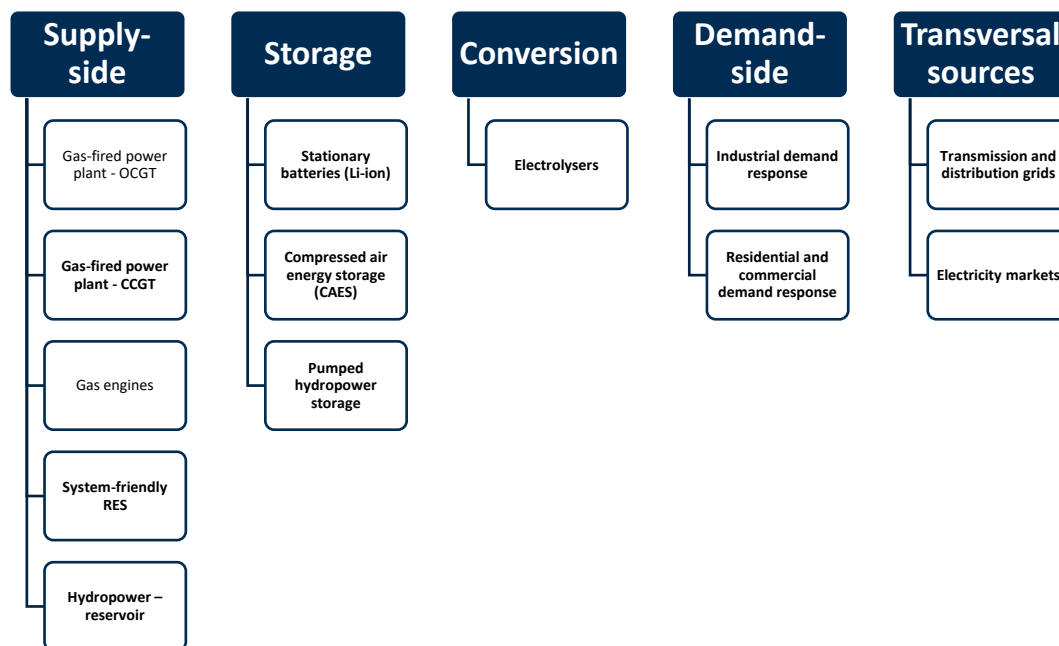 Supply-
side
Gas-fired power
plant - OCGT
Gas-fired power
plant - CCGT
Gas engines
System-friendly
RES
Hydropower –
reservoir
Storage
Stationary
batteries (Li-ion)
Compressed air
energy storage
(CAES)
Pumped
hydropower
storage
Conversion
Electrolysers
Demand-
side
Industrial demand
response
Residential and
commercial
demand response
Transversal
sources
Transmission and
distribution grids
Electricity markets